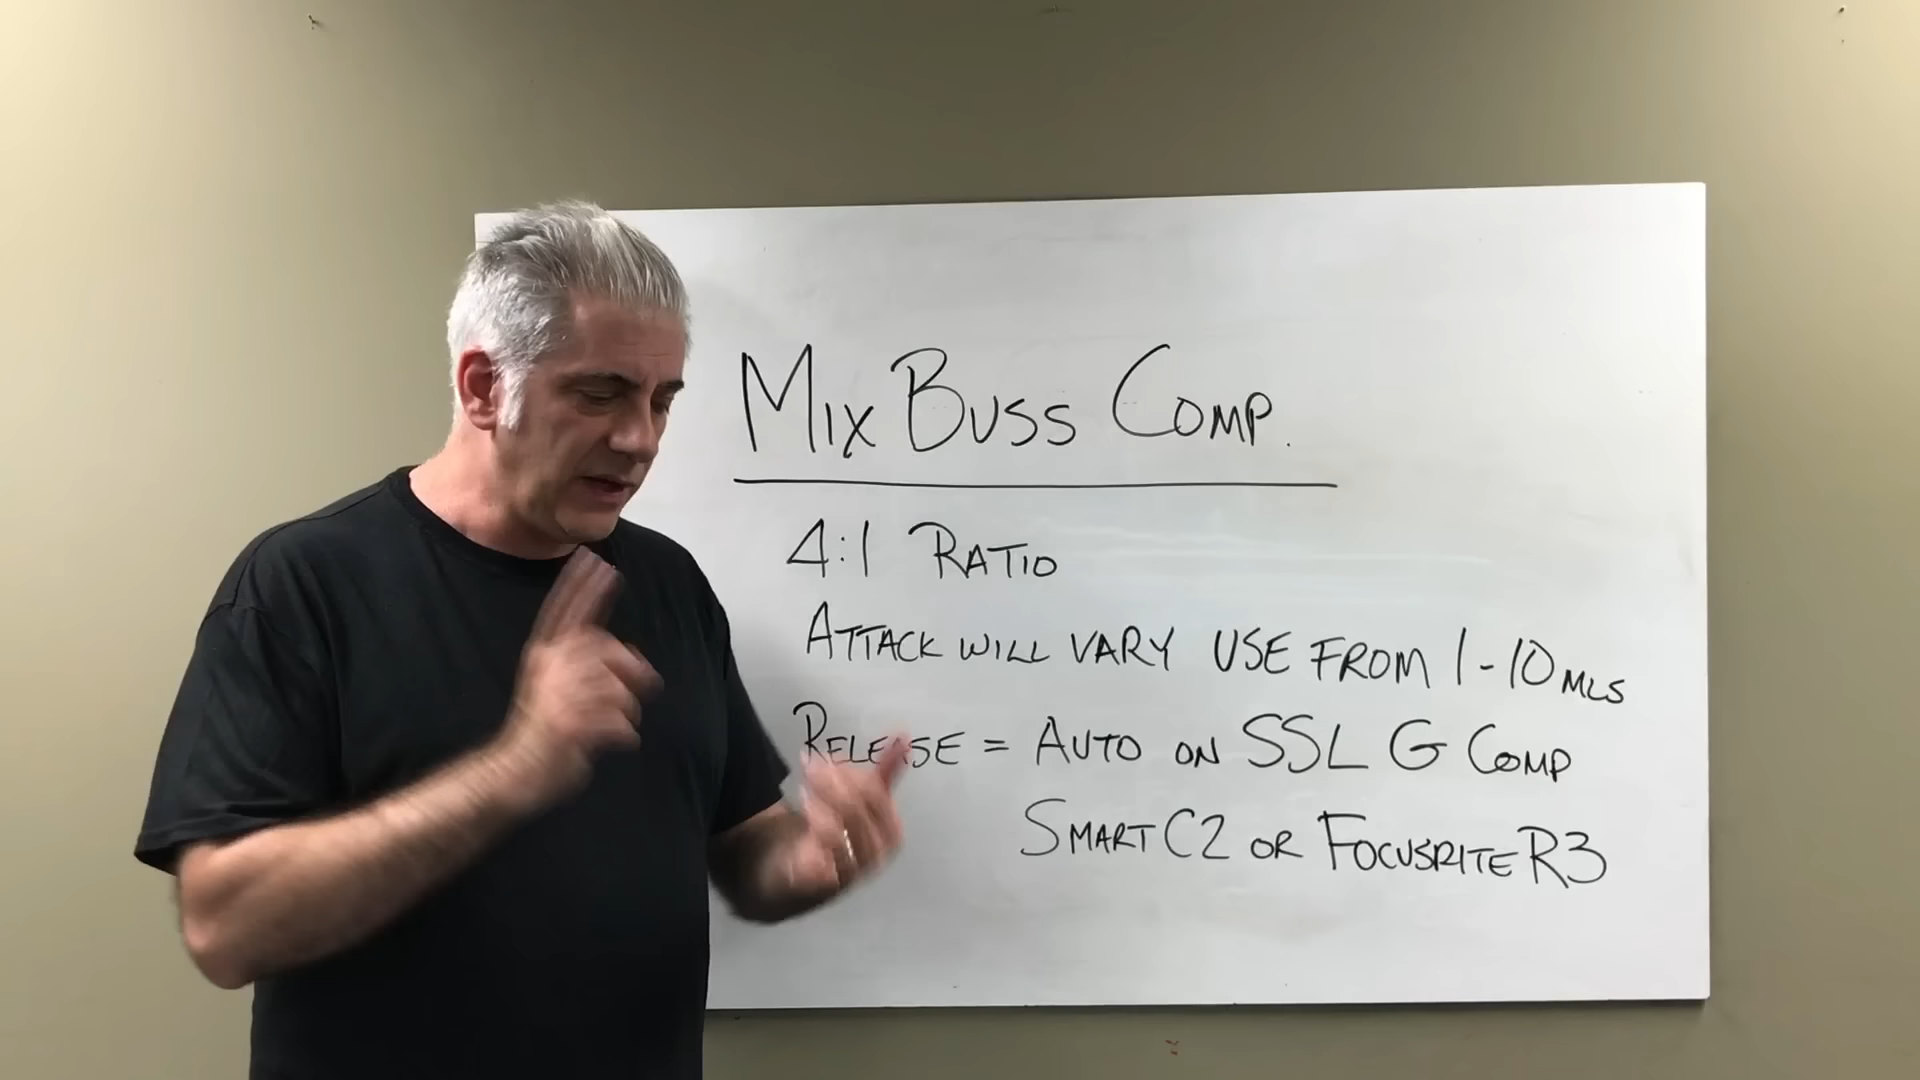 Mix Buss Comp.
4:1 Ratio
Attack will vary use from 1-10 mls
Release = Auto on SSL G Comp
Smart C2 or Focusrite R3